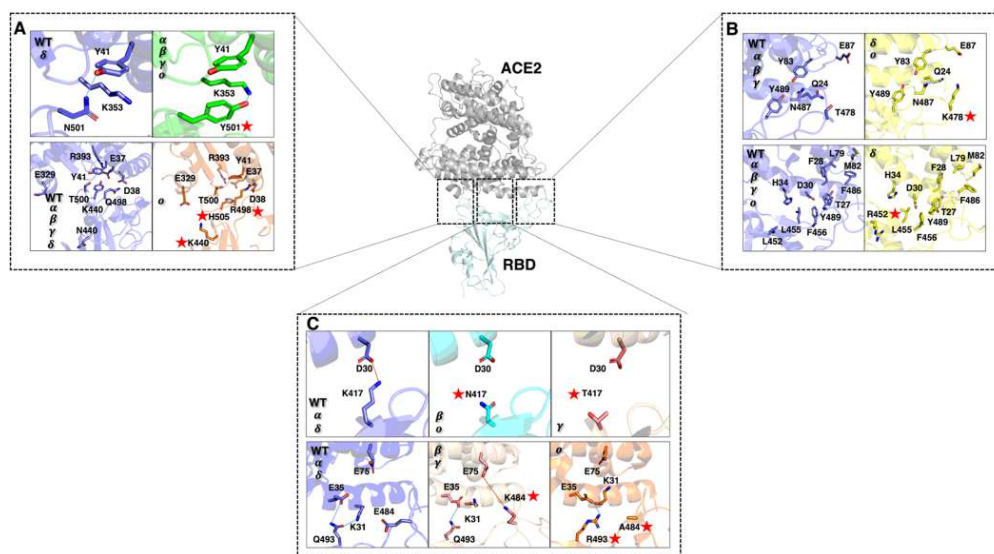 A
WT
δ
Y41
K353
N501
α
β
γ
ο
Y41
K353
Y501
R393
E37
E329
Y41
D38
WT
T500
Q498
K440
α
β
γ
δ
N440
R393
Y41
E37
E329
D38
T500
R498
ο
H505
K440
ACE2
RBD
B
WT
α
β
γ
E87
Y83
Q24
Y489
N487
T478
δ
ο
E87
Y83
Q24
Y489
N487
K478
WT
α
β
γ
ο
L79
M82
F28
H34
D30
F486
T27
Y489
L455
F456
L452
δ
L79
M82
F28
H34
D30
F486
T27
R452
Y489
L455
F456
C
D30
K417
WT
α
δ
D30
N417
β
ο
D30
T417
γ
WT
α
δ
E75
E35
E484
K31
Q493
β
γ
E75
E35
K484
K31
Q493
ο
E75
E35
K31
A484
R493